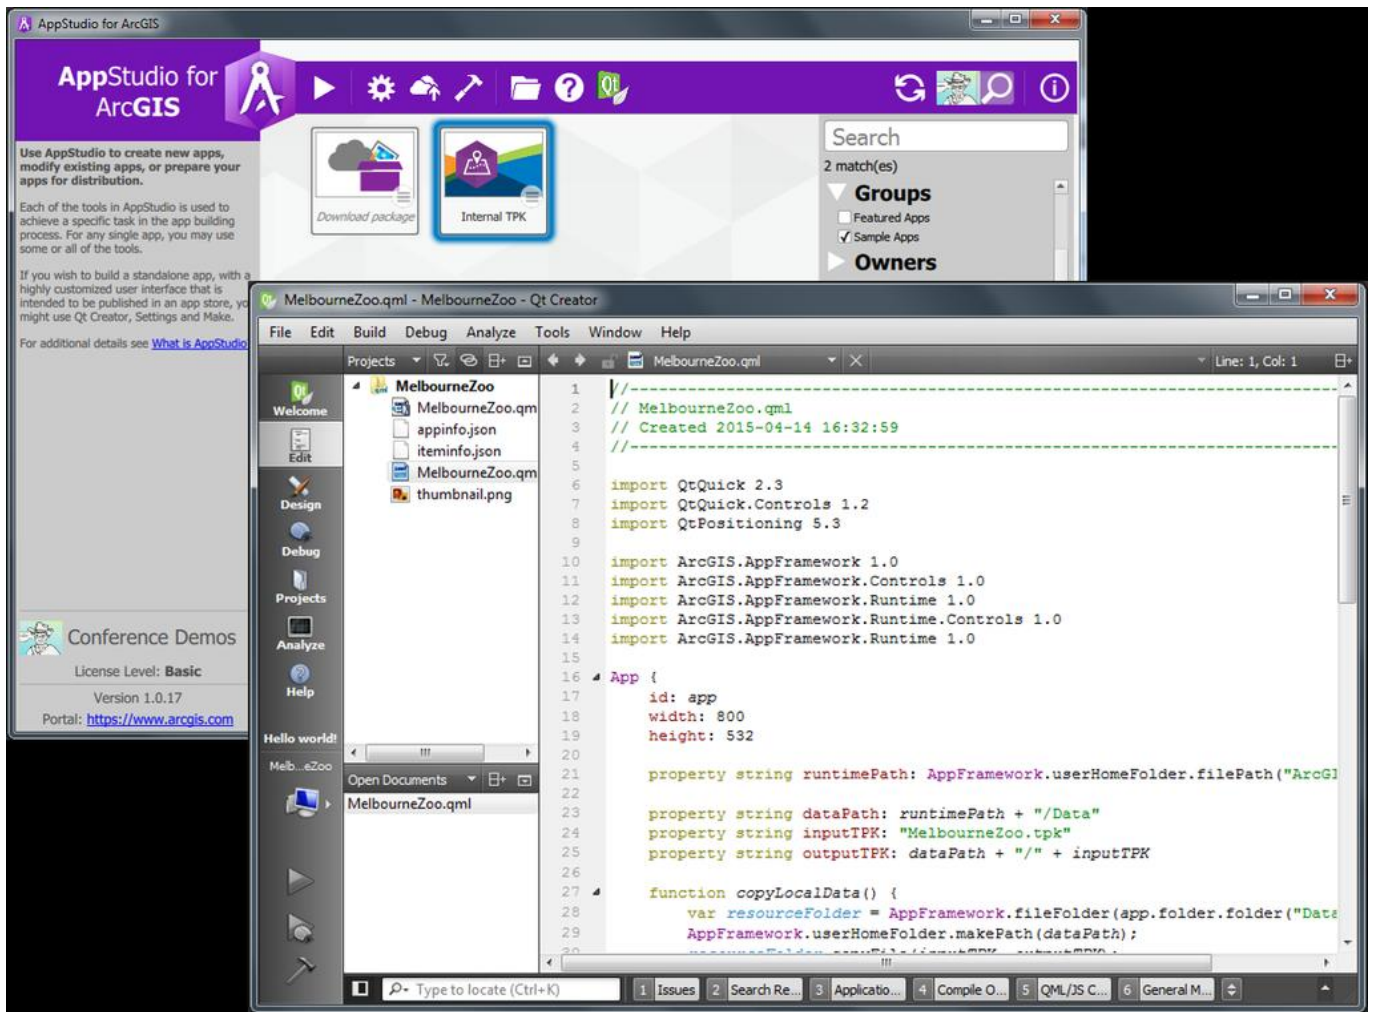 AppStudio for ArcGIS
AppStudio for
ArcGIS
Use AppStudio to create new apps,
modify existing apps, or prepare your
apps for distribution.
Each of the tools in AppStudio is used to
achieve a specific task in the app building
process. For any single app, you may use
some or all of the tools.
If you wish to build a standalone app, with a
highly customized user interface that is
intended to be published in an app store, yo
might use Qt Creator, Settings and Make.
For additional details see What is AppStudio
Conference Demos
License Level: Basic
Version 1.0.17
Portal: https://www.arcgis.com
Qt
Download package
Internal TPK
Search
2 match(es)
Groups
Featured Apps
Sample Apps
Owners
MelbourneZoo.qml - MelbourneZoo - Qt Creator
File Edit Build Debug Analyze Tools Window Help
Projects
MelbourneZoo.qml
Line: 1, Col: 1
Qt
Welcome
Edit
Design
Debug
Projects
Analyze
Help
Hello world!
Melb...eZoo
MelbourneZoo
MelbourneZoo.qm
appinfo.json
iteminfo.json
MelbourneZoo.qm
thumbnail.png
Open Documents
MelbourneZoo.qml
1 //--------------------------------------------------------------------------
2 // MelbourneZoo.qml
3 // Created 2015-04-14 16:32:59
4 //--------------------------------------------------------------------------
5
6 import QtQuick 2.3
7 import QtQuick.Controls 1.2
8 import QtPositioning 5.3
9
10 import ArcGIS.AppFramework 1.0
11 import ArcGIS.AppFramework.Controls 1.0
12 import ArcGIS.AppFramework.Runtime 1.0
13 import ArcGIS.AppFramework.Runtime.Controls 1.0
14 import ArcGIS.AppFramework.Runtime 1.0
15
16 App {
17 id: app
18 width: 800
19 height: 532
20
21 property string runtimePath: AppFramework.userHomeFolder.filePath("ArcGI
22
23 property string dataPath: runtimePath + "/Data"
24 property string inputTPK: "MelbourneZoo.tpk"
25 property string outputTPK: dataPath + "/" + inputTPK
26
27 function copyLocalData() {
28 var resourceFolder = AppFramework.fileFolder(app.folder.folder("Data
29 AppFramework.userHomeFolder.makePath(dataPath);
Type to locate (Ctrl+K)
1 Issues 2 Search Re... 3 Applicatio... 4 Compile O... 5 QML/JS C... 6 General M...